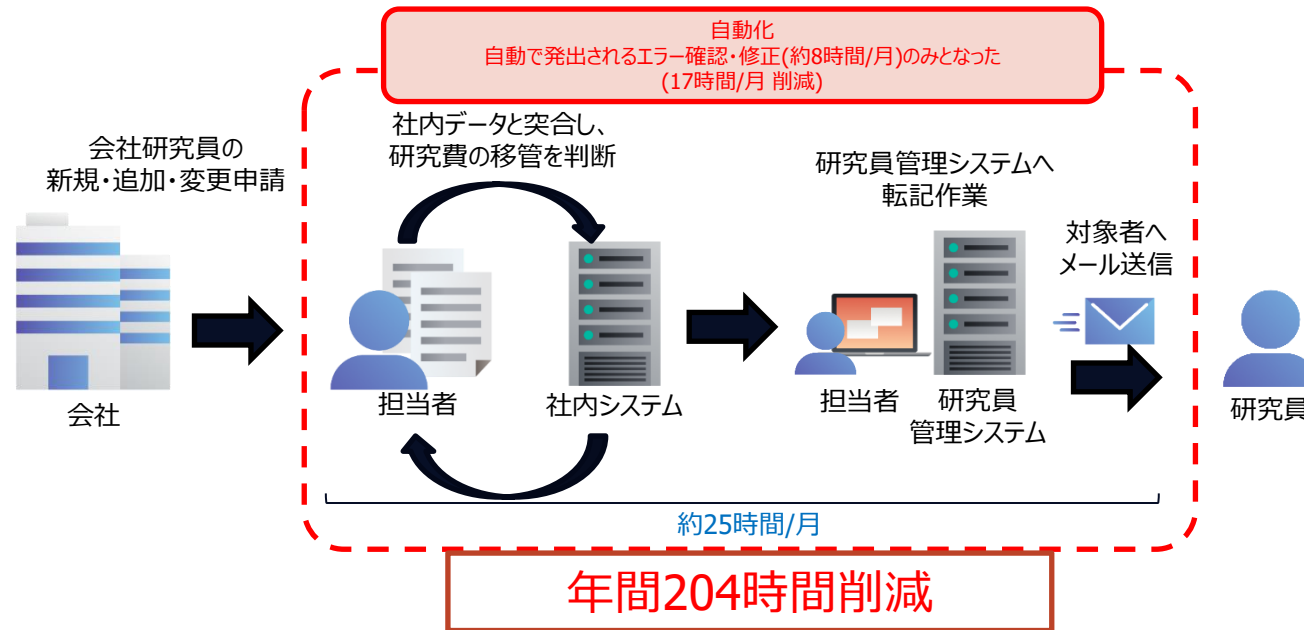 自動化
自動で発出されるエラー確認・修正(約8時間/月)のみとなった
(17時間/月 削減)
会社研究員の
新規・追加・変更申請
社内データと突合し、
研究費の移管を判断
研究員管理システムへ
転記作業
対象者へ
メール送信
会社
担当者
社内システム
担当者
研究員
管理システム
研究員
約25時間/月
年間204時間削減